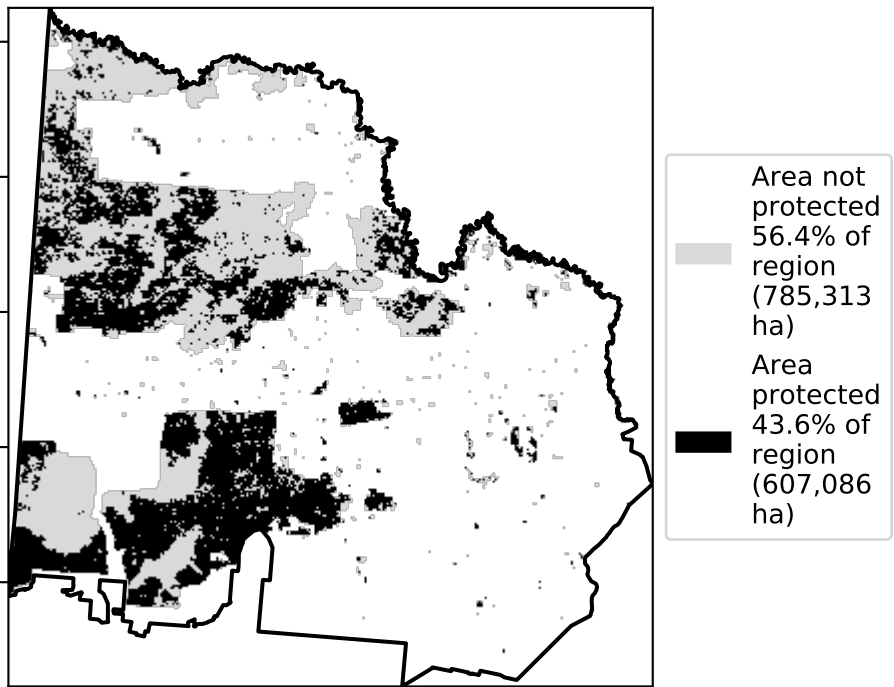 Area not
protected
56.4% of
region
(785,313
ha)
Area
protected
43.6% of
region
(607,086
ha)